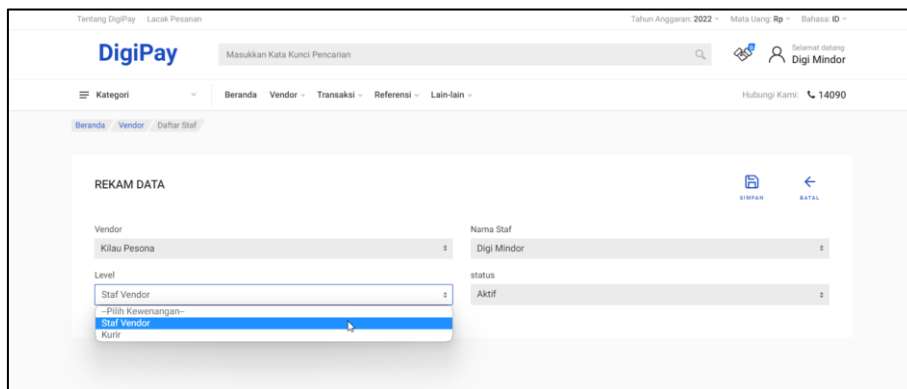 Tentang DigiPay Lacak Pesanan Tahun Anggaran: 2022 Mata Uang: Rp Bahasa: ID
DigiPay Masukkan Kata Kunci Pencarian 0 Selamat datang
Digi Mindor
Kategori Beranda Vendor Transaksi Referensi Lain-lain Hubungi Kami: 14090
Beranda Vendor Daftar Staf
REKAM DATA
SIMPAN BATAL
Vendor Nama Staf
Kilau Pesona Digi Mindor
Level status
Staf Vendor Aktif
--Pilih Kewenangan--
Staf Vendor
Kurir